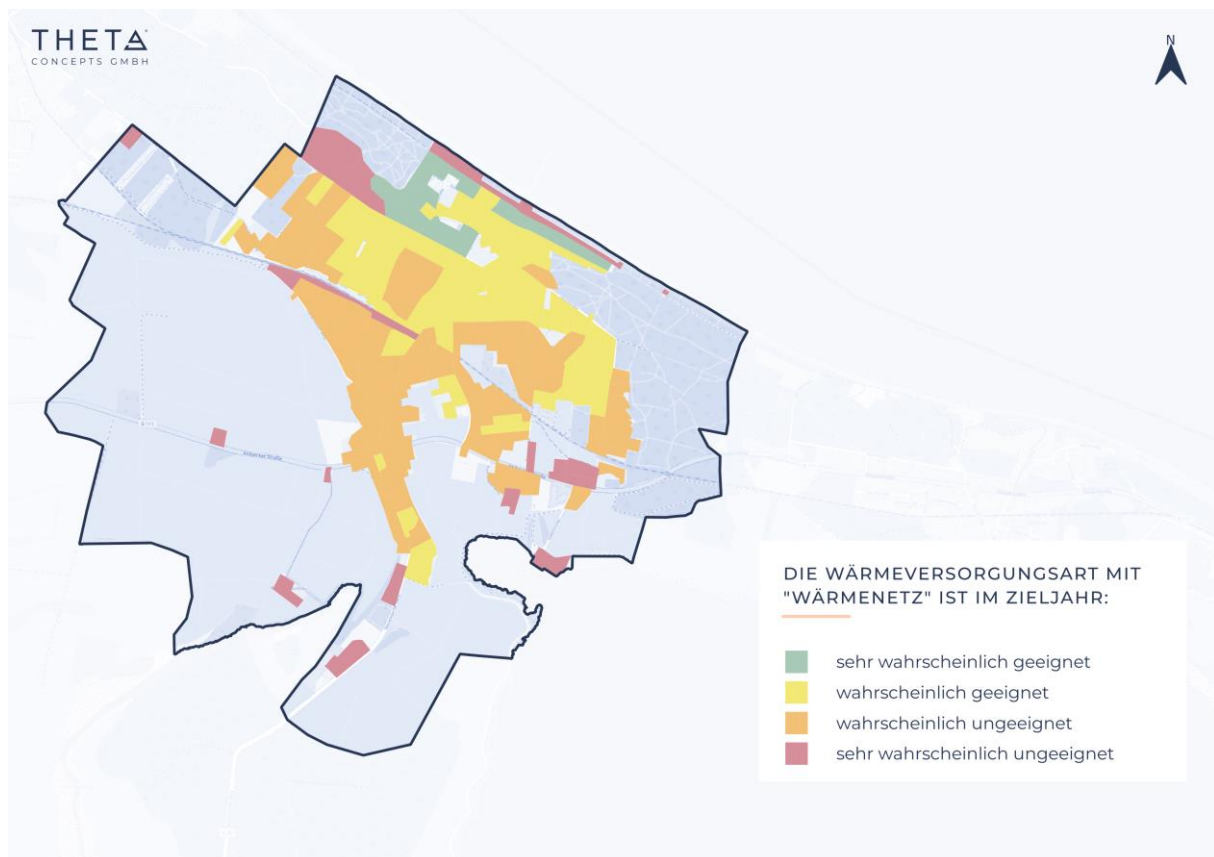 THETA
CONCEPTS GMBH
N
DIE WÄRMEVERSORGUNGSART MIT
"WÄRMENETZ" IST IM ZIELJAHR:
sehr wahrscheinlich geeignet
wahrscheinlich geeignet
wahrscheinlich ungeeignet
sehr wahrscheinlich ungeeignet